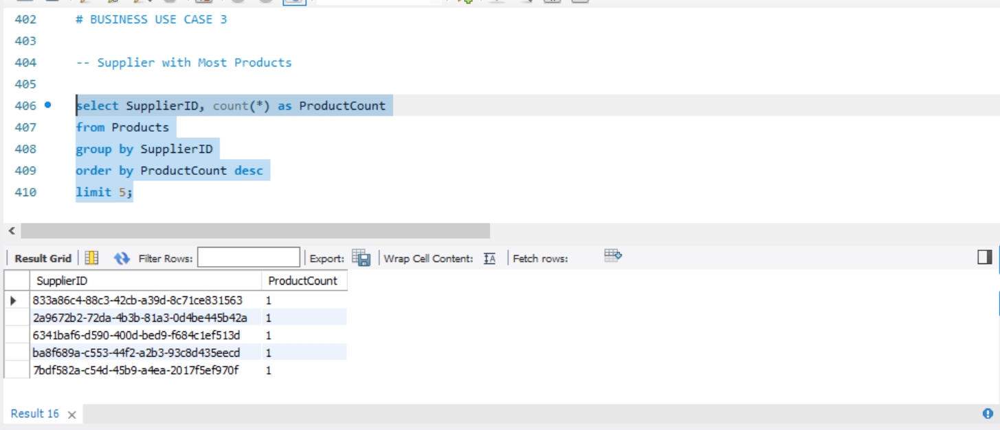 402 # BUSINESS USE CASE 3
403
404 -- Supplier with Most Products
405
406 select SupplierID, count(*) as ProductCount
407 from Products
408 group by SupplierID
409 order by ProductCount desc
410 limit 5;
Result Grid Filter Rows: Export: Wrap Cell Content: Fetch rows:
SupplierID ProductCount
833a86c4-88c3-42cb-a39d-8c71ce831563 1
2a9672b2-72da-4b3b-81a3-0d4be445b42a 1
6341baf6-d590-400d-bed9-f684c1ef513d 1
ba8f689a-c553-44f2-a2b3-93c8d435eecd 1
7bdf582a-c54d-45b9-a4ea-2017f5ef970f 1
Result 16